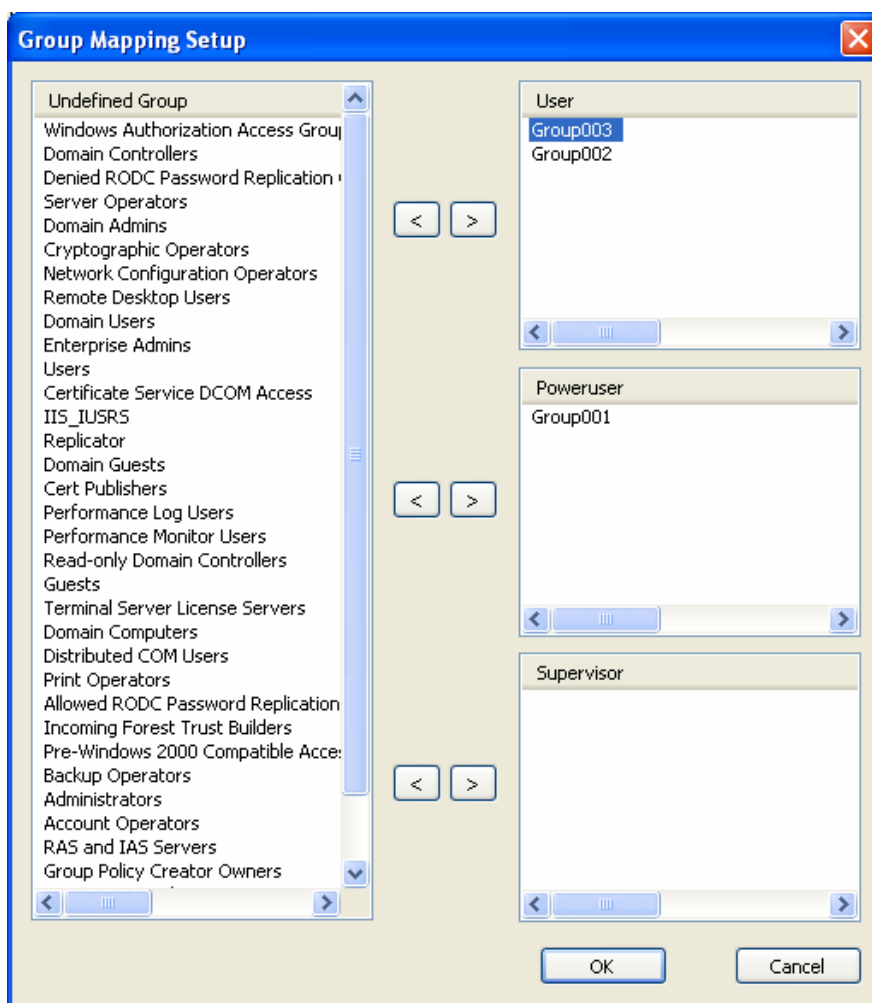 Group Mapping Setup
Undefined Group
Windows Authorization Access Group
Domain Controllers
Denied RODC Password Replication
Server Operators
Domain Admins
Cryptographic Operators
Network Configuration Operators
Remote Desktop Users
Domain Users
Enterprise Admins
Users
Certificate Service DCOM Access
IIS_IUSRS
Replicator
Domain Guests
Cert Publishers
Performance Log Users
Performance Monitor Users
Read-only Domain Controllers
Guests
Terminal Server License Servers
Domain Computers
Distributed COM Users
Print Operators
Allowed RODC Password Replication
Incoming Forest Trust Builders
Pre-Windows 2000 Compatible
Backup Operators
Administrators
Account Operators
RAS and IAS Servers
Group Policy Creator Owners
< >
User
Group003
Group002
< >
Poweruser
Group001
< >
Supervisor
OK
Cancel